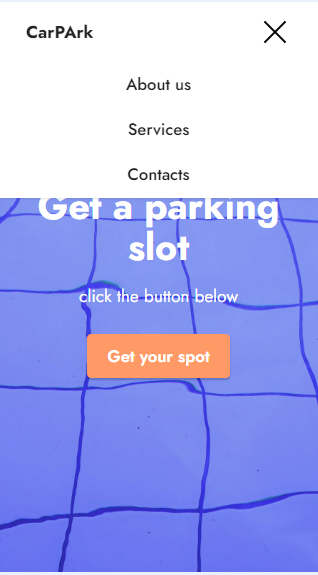 CarPArk
About us
Services
Contacts
Get a parking
slot
click the button below
Get your spot